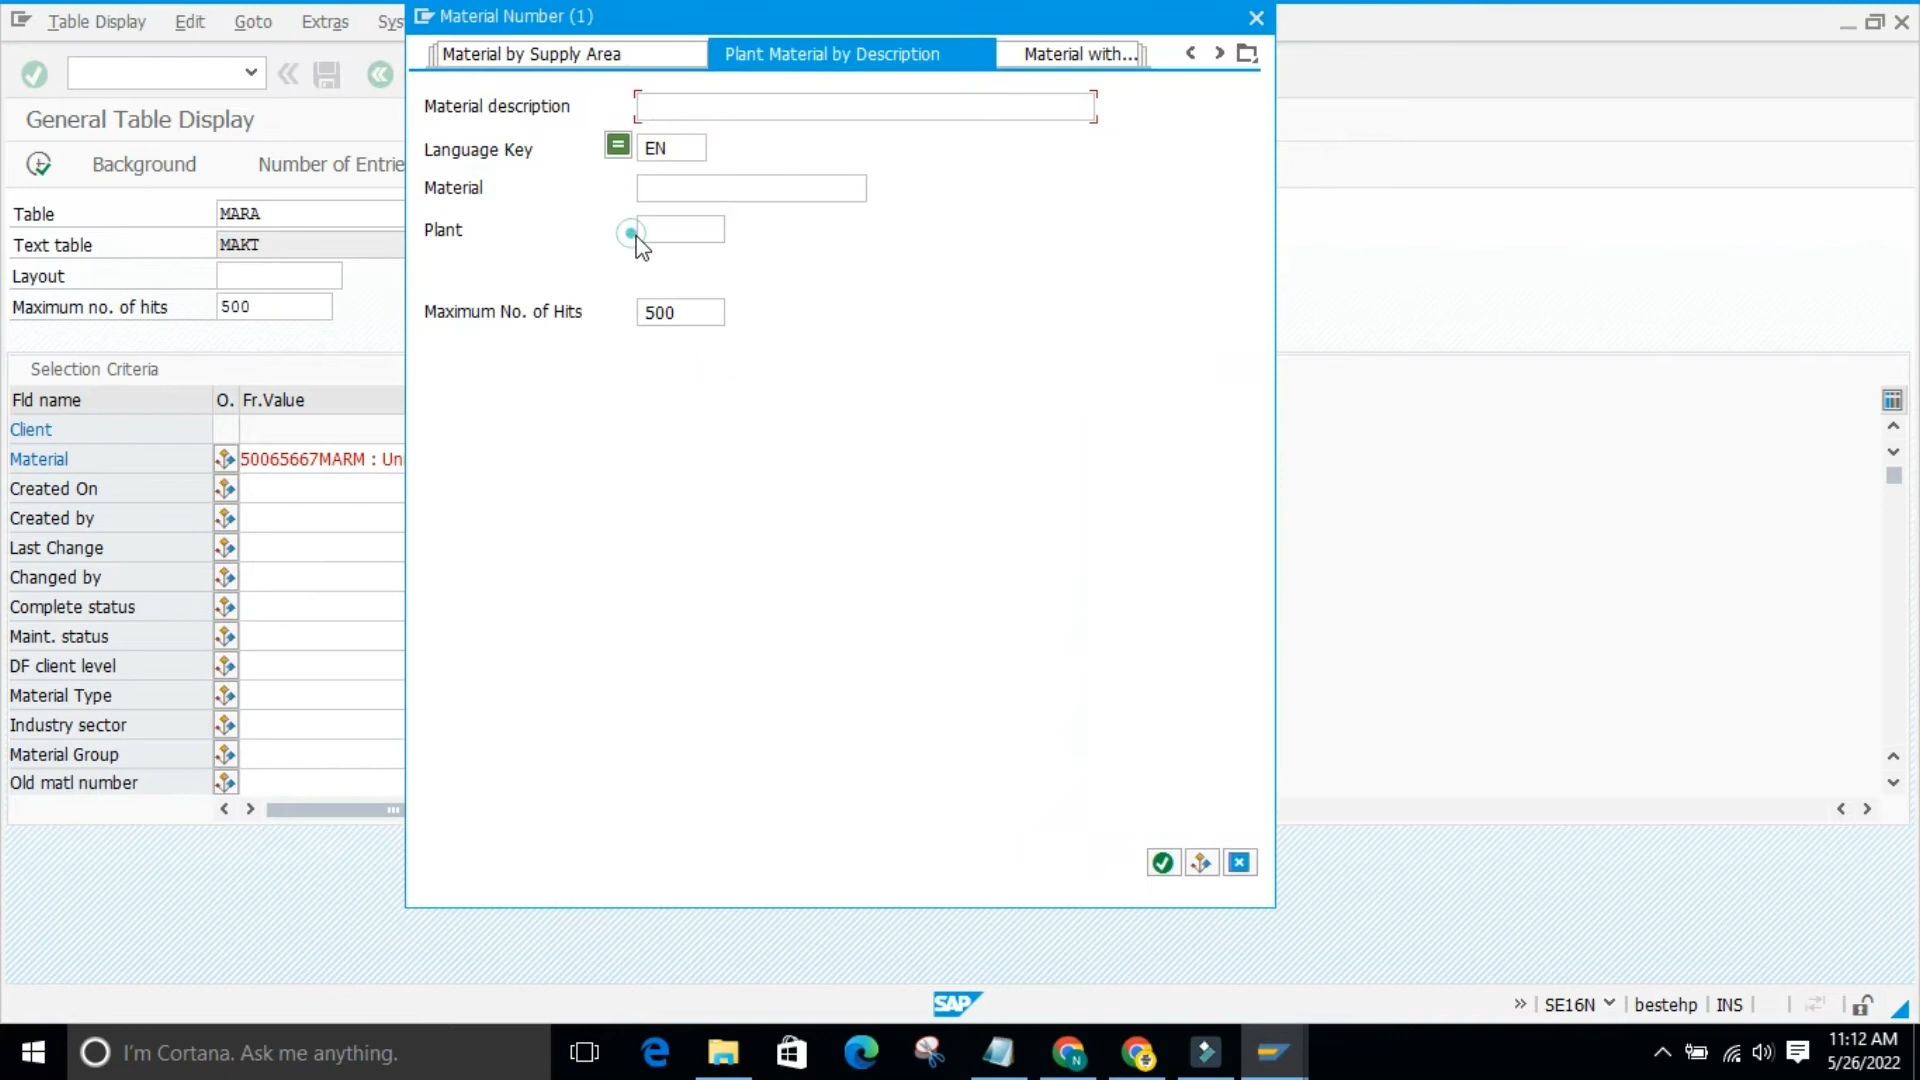 Table Display Edit Goto Extras Sys
Material Number (1)
Material by Supply Area Plant Material by Description Material with...
General Table Display
Material description
Background Number of Entrie
Language Key EN
Material
Table MARA
Plant
Text table MAKT
Layout
Maximum no. of hits 500
Maximum No. of Hits 500
Selection Criteria
Fld name O. Fr.Value
Client
Material 50065667MARM : Un
Created On
Created by
Last Change
Changed by
Complete status
Maint. status
DF client level
Material Type
Industry sector
Material Group
Old matl number
SAP
SE16N bestehp INS
I'm Cortana. Ask me anything.
N
11:12 AM
5/26/2022